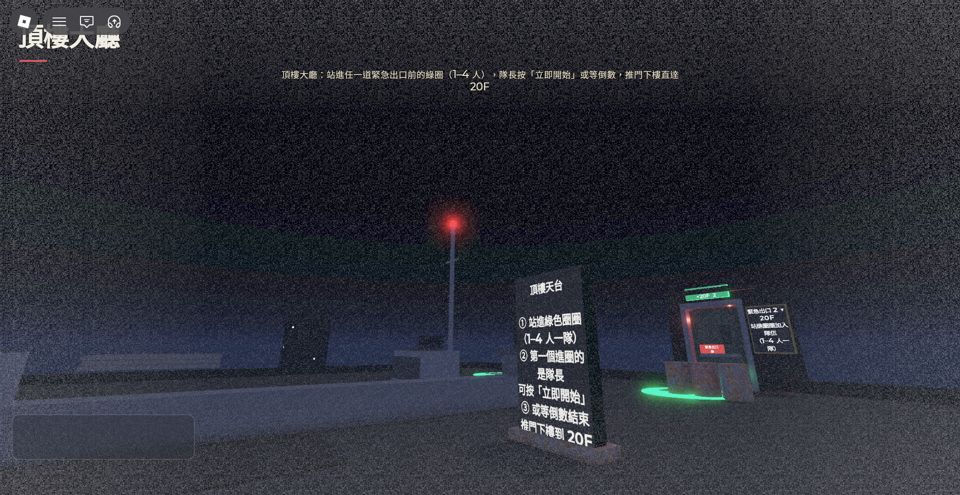 頂樓大廳
頂樓大廳：站進任一道緊急出口前的綠圈（1–4 人），隊長按「立即開始」或等倒數，推門下樓直達
20F
頂樓天台
① 站進綠色圈圈
（1–4 人一隊）
② 第一個進圈的
是隊長
可按「立即開始」
③ 或等倒數結束
推門下樓到 20F
緊急出口 2 ·
20F
站進圈圈加入
隊伍
（1–4 人一
隊）